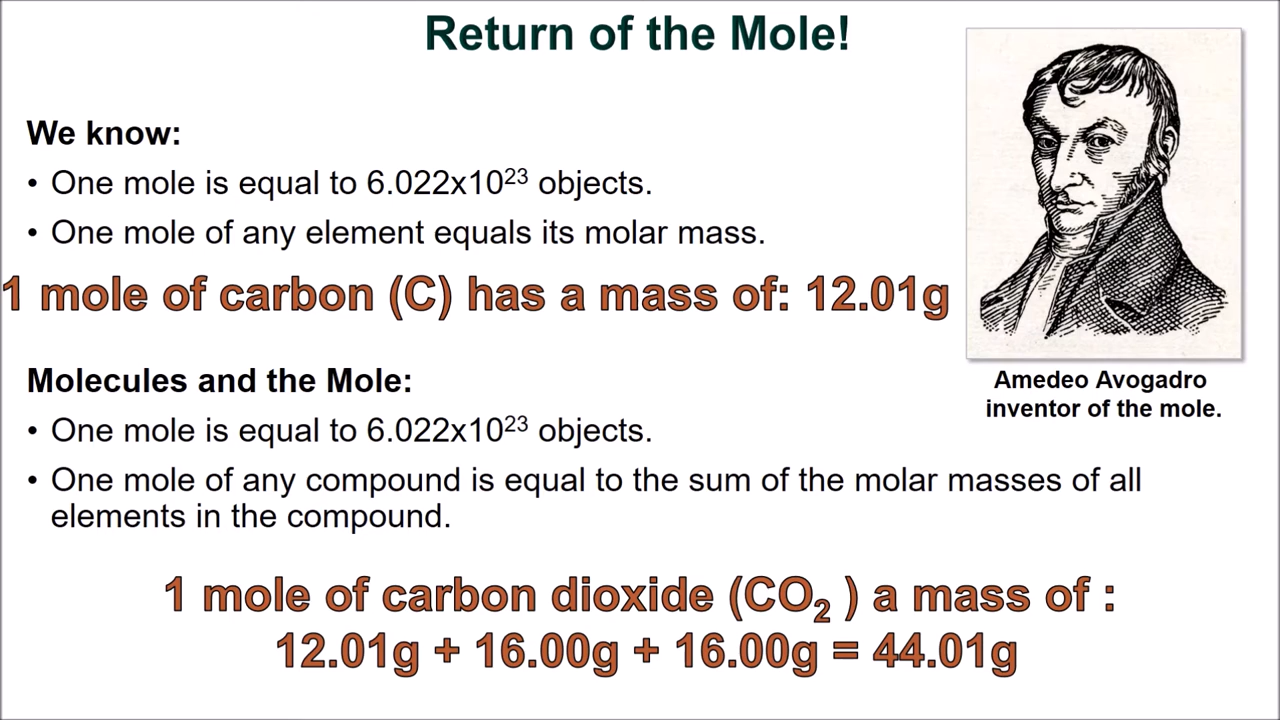 Return of the Mole!
We know:
• One mole is equal to 6.022x10²³ objects.
• One mole of any element equals its molar mass.
1 mole of carbon (C) has a mass of: 12.01g
Amedeo Avogadro
inventor of the mole.
Molecules and the Mole:
• One mole is equal to 6.022x10²³ objects.
• One mole of any compound is equal to the sum of the molar masses of all
elements in the compound.
1 mole of carbon dioxide (CO₂ ) a mass of :
12.01g + 16.00g + 16.00g = 44.01g